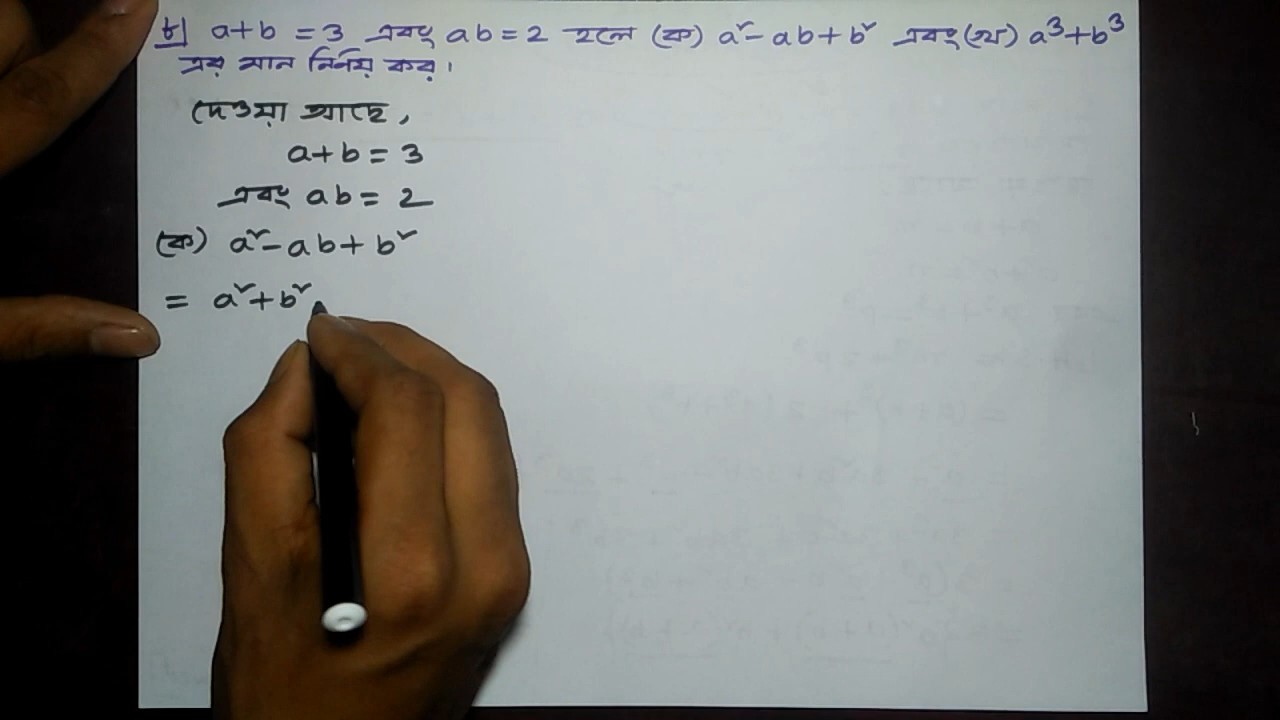 ৮| a+b = 3 এবং ab = 2 হলে (ক) a² - ab + b² এবং (খ) a³+b³
এর মান নির্নয় কর।
দেওয়া আছে,
a+b = 3
এবং ab = 2
(ক) a² - ab + b²
= a² + b²